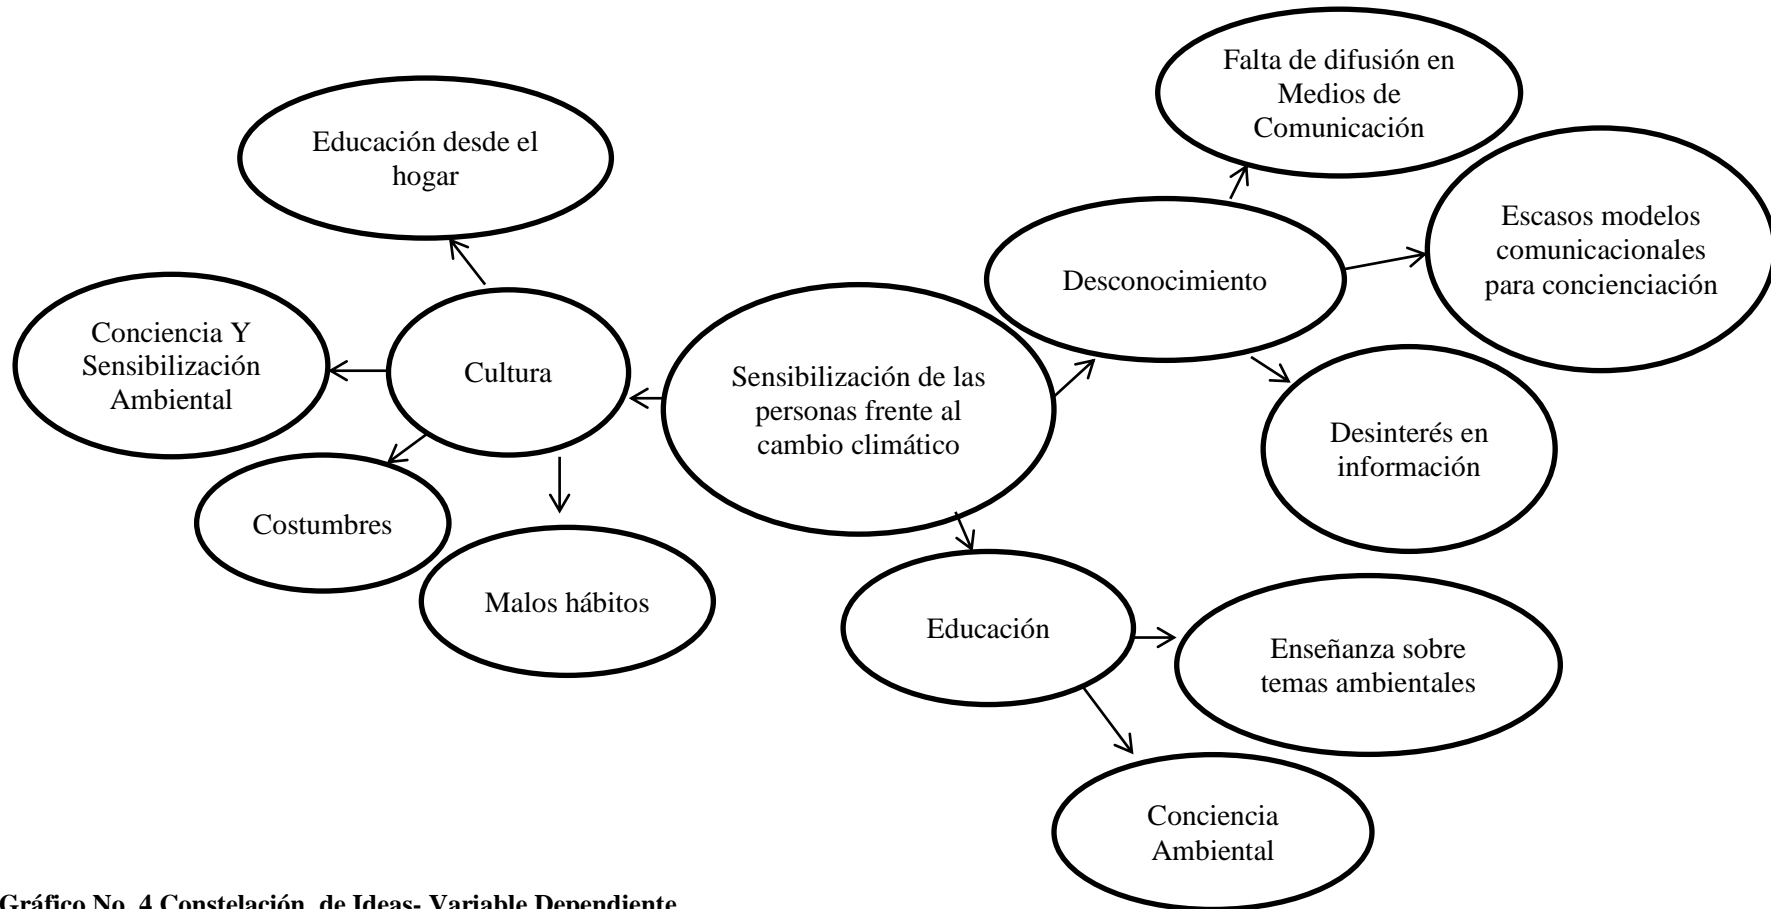 Falta de difusión en
Medios de
Comunicación
Educación desde el
hogar
Escasos modelos
comunicacionales
para concienciación
Desconocimiento
Conciencia Y
Sensibilización
Ambiental
Cultura
Sensibilización de las
personas frente al
cambio climático
Desinterés en
información
Costumbres
Malos hábitos
Educación
Enseñanza sobre
temas ambientales
Conciencia
Ambiental
Gráfico No. 4 Constelación de Ideas- Variable Dependiente